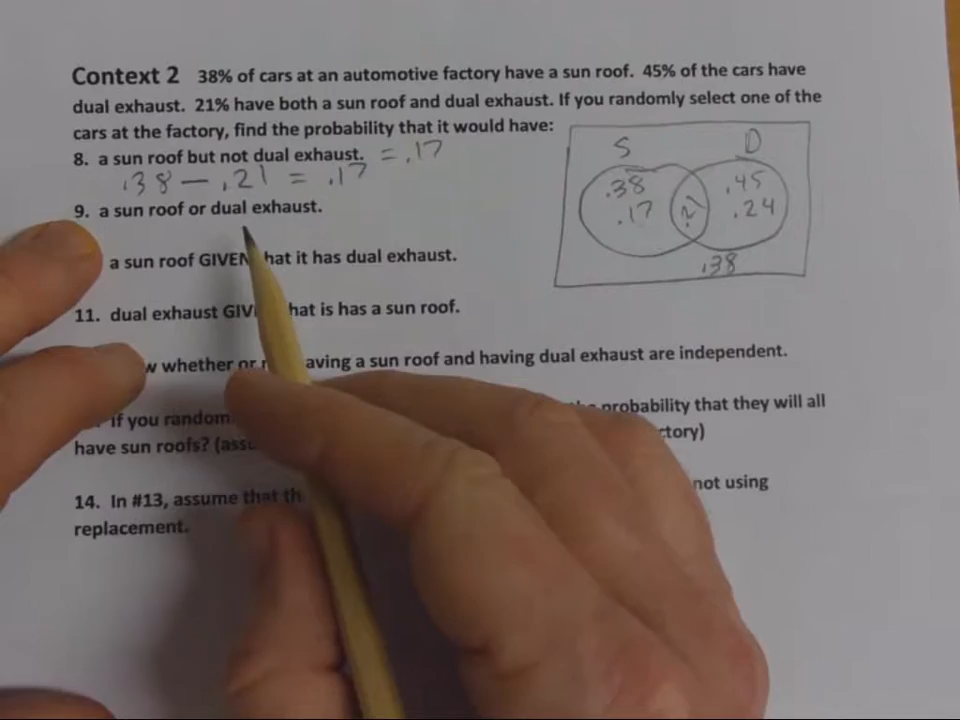 Context 2 38% of cars at an automotive factory have a sun roof. 45% of the cars have
dual exhaust. 21% have both a sun roof and dual exhaust. If you randomly select one of the
cars at the factory, find the probability that it would have:
8. a sun roof but not dual exhaust. = .17
.38 - .21 = .17
9. a sun roof or dual exhaust.
a sun roof GIVEN hat it has dual exhaust.
11. dual exhaust GIV hat is has a sun roof.
w whether or aving a sun roof and having dual exhaust are independent.
If you random probability that they will all
have sun roofs? (assu ctory)
14. In #13, assume that th not using
replacement.
S D
.38 .45
.17 .21 .24
.38